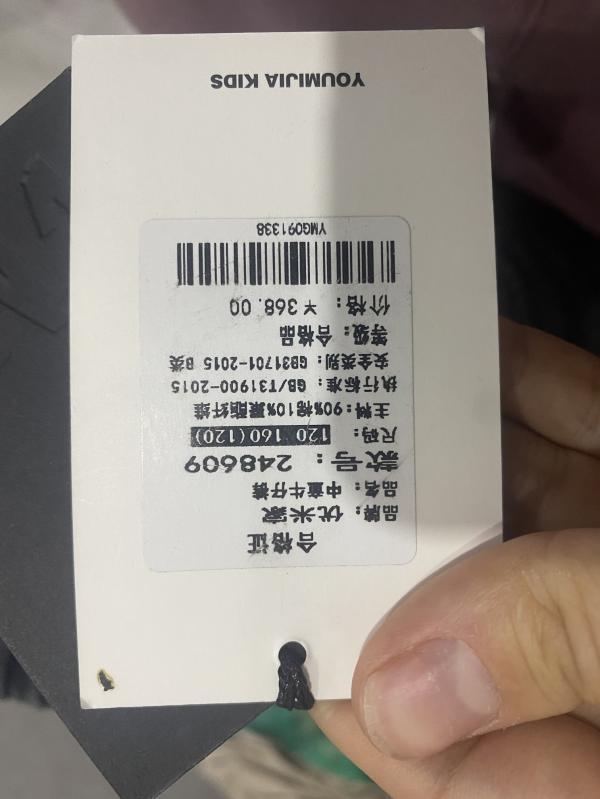 合格证
品牌: 优米家
品名: 中童牛仔裤
款号: 248609
尺码: 120 160(120)
主料:90%棉10%聚酯纤维
执行标准: GB/T31900-2015
安全类别: GB31701-2015 B类
等级: 合格品
价格: ¥ 368.00
YMG091338
YOUMIJIA KIDS